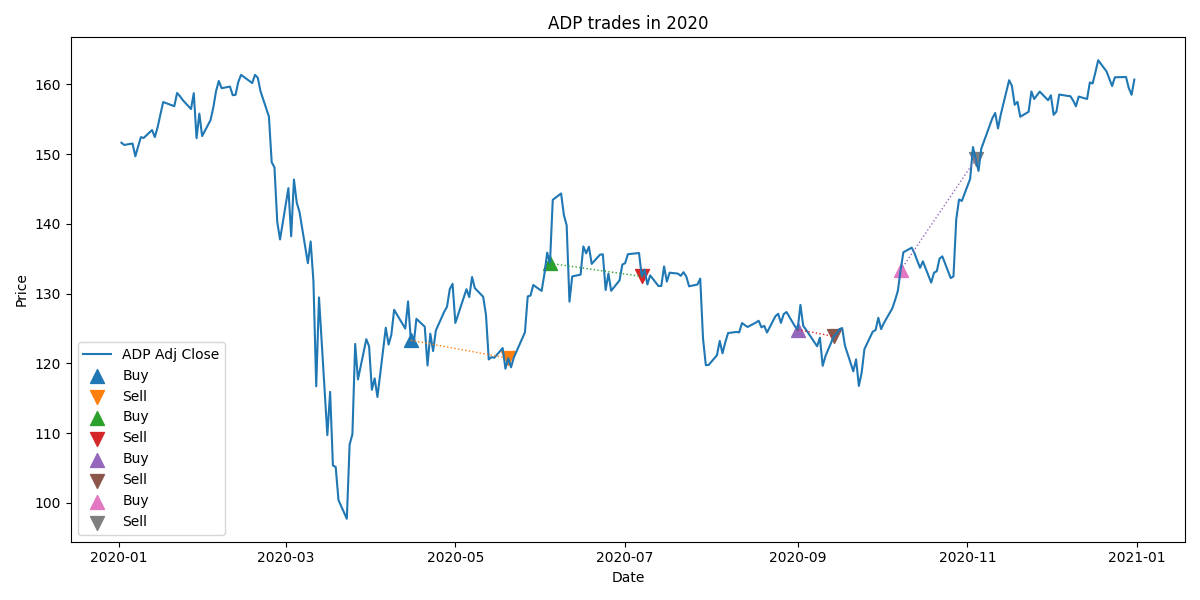 ADP trades in 2020
Price
160
150
140
130
120
110
100
ADP Adj Close
Buy
Sell
Buy
Sell
Buy
Sell
Buy
Sell
2020-01
2020-03
2020-05
2020-07
2020-09
2020-11
2021-01
Date